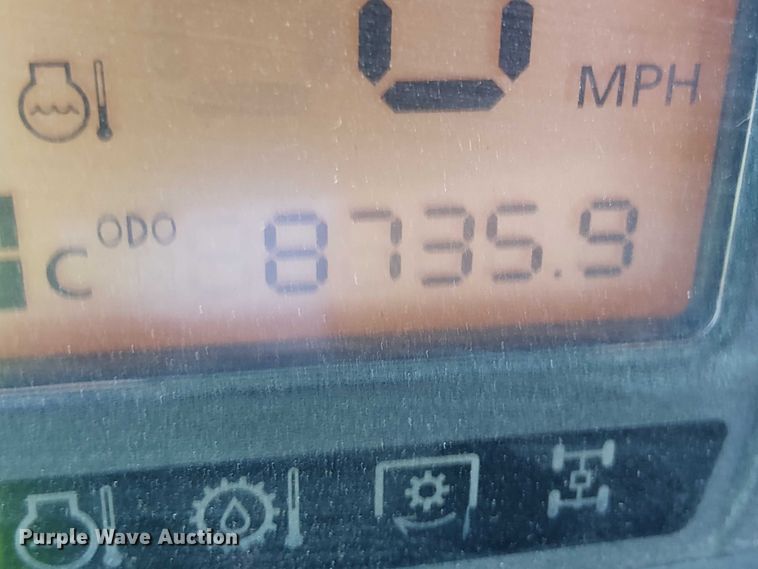 0 MPH
ODO
C 8735.9
Purple Wave Auction